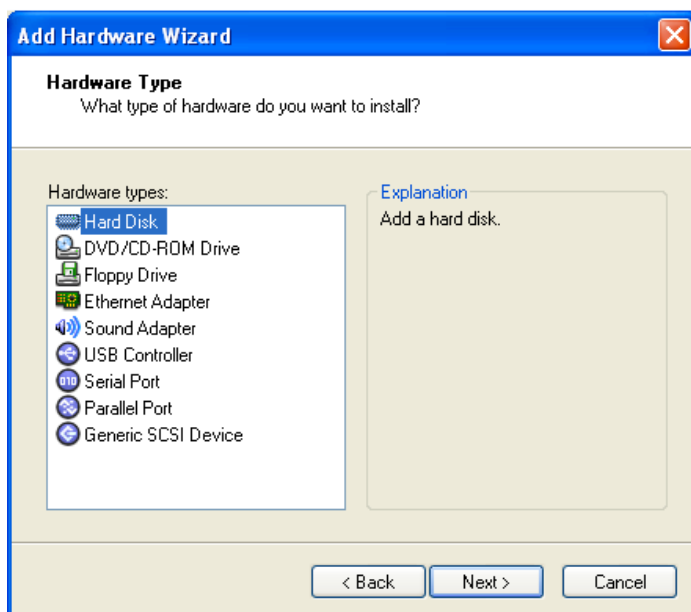 Add Hardware Wizard
Hardware Type
What type of hardware do you want to install?
Hardware types:
Hard Disk
DVD/CD-ROM Drive
Floppy Drive
Ethernet Adapter
Sound Adapter
USB Controller
Serial Port
Parallel Port
Generic SCSI Device
Explanation
Add a hard disk.
< Back
Next >
Cancel